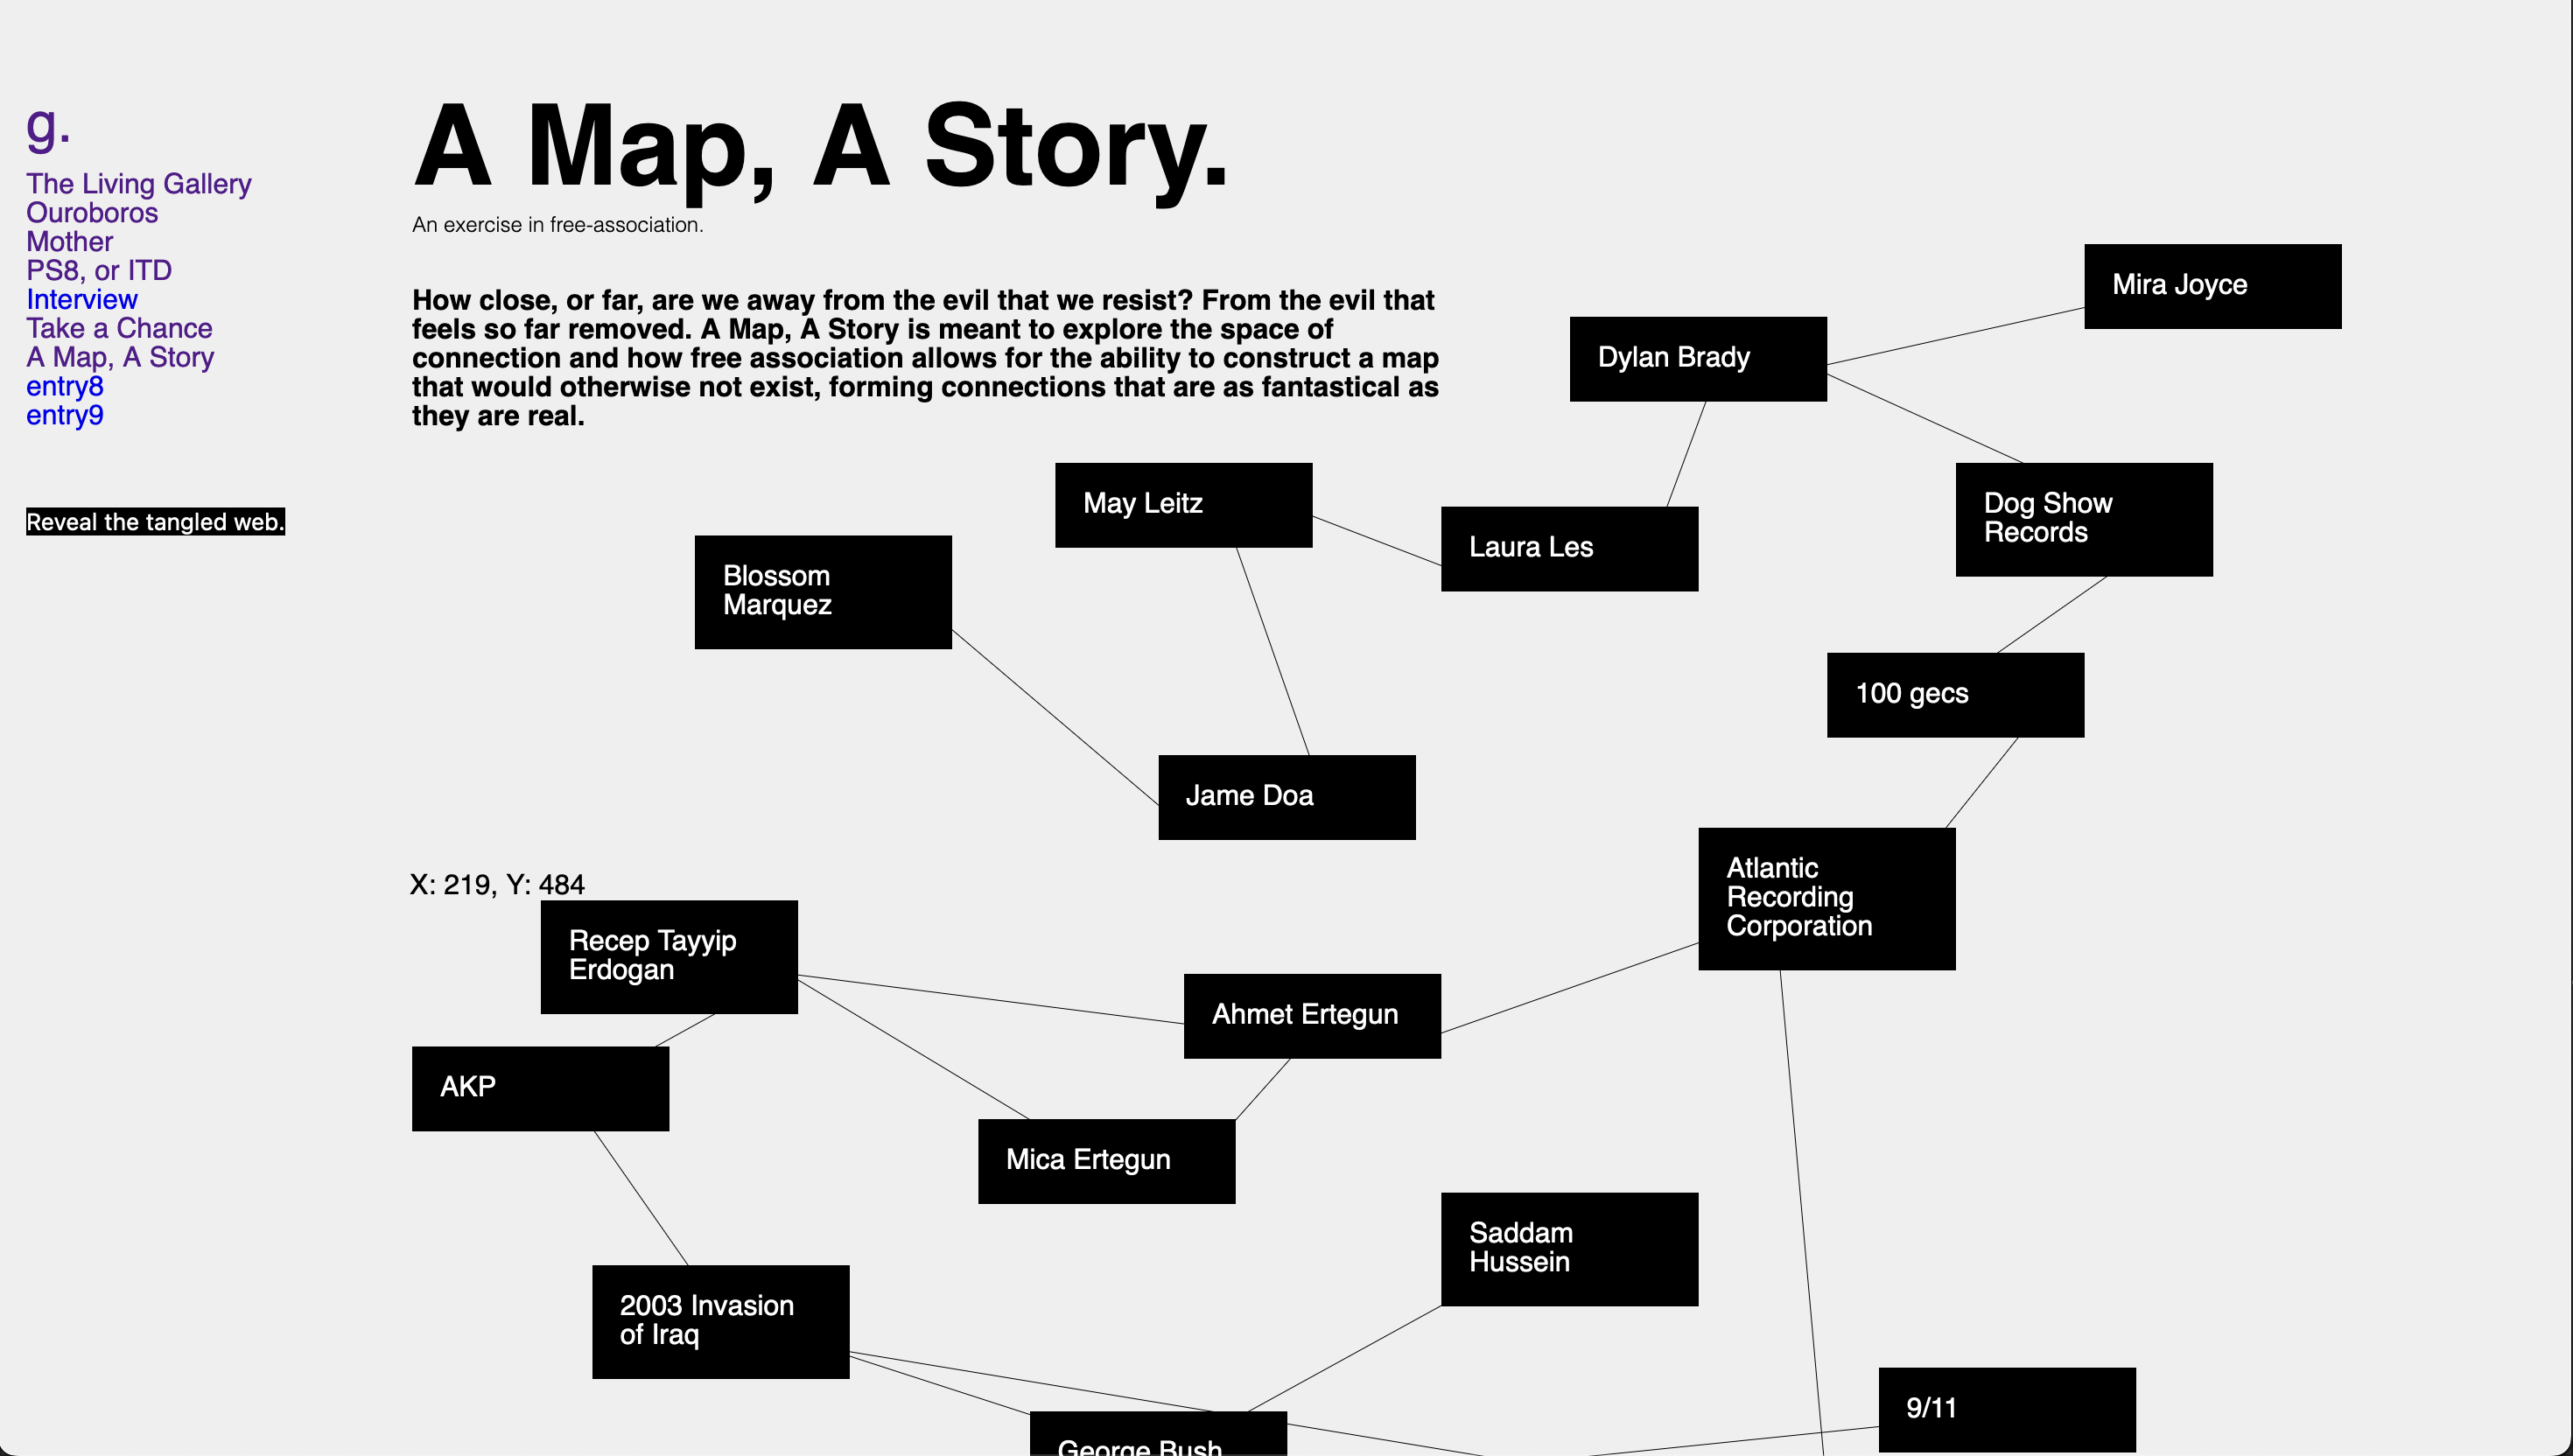 g.
The Living Gallery
Ouroboros
Mother
PS8, or ITD
Interview
Take a Chance
A Map, A Story
entry8
entry9
Reveal the tangled web.
A Map, A Story.
An exercise in free-association.
How close, or far, are we away from the evil that we resist? From the evil that
feels so far removed. A Map, A Story is meant to explore the space of
connection and how free association allows for the ability to construct a map
that would otherwise not exist, forming connections that are as fantastical as
they are real.
Mira Joyce
Dylan Brady
May Leitz
Dog Show
Records
Laura Les
Blossom
Marquez
100 gecs
Jame Doa
Atlantic
Recording
Corporation
X: 219, Y: 484
Recep Tayyip
Erdogan
Ahmet Ertegun
AKP
Mica Ertegun
Saddam
Hussein
2003 Invasion
of Iraq
9/11
George Bush